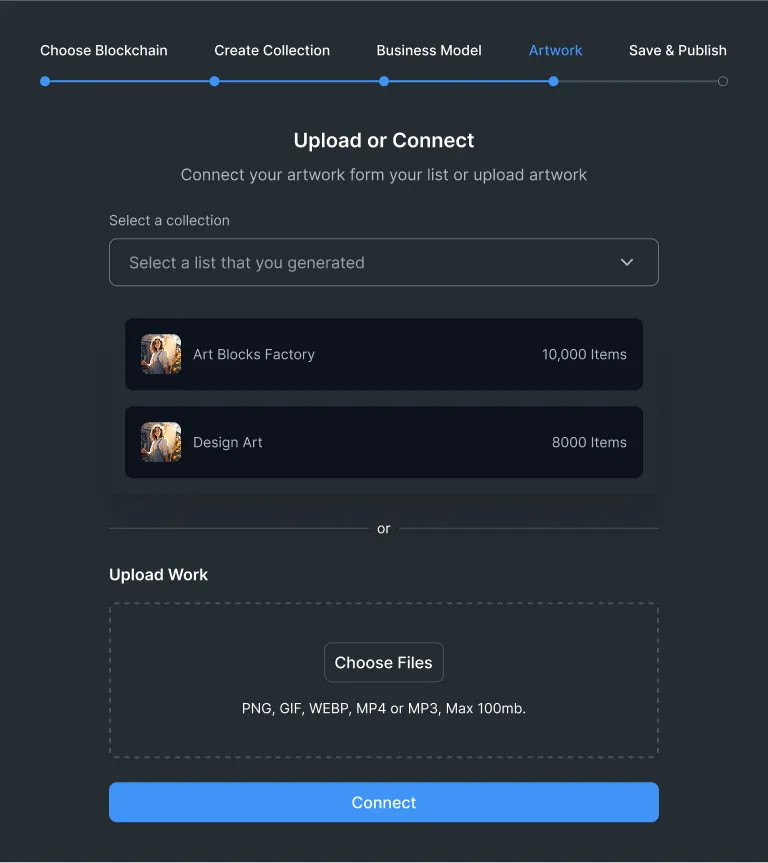 Choose Blockchain Create Collection Business Model Artwork Save & Publish
Upload or Connect
Connect your artwork form your list or upload artwork
Select a collection
Select a list that you generated
Art Blocks Factory 10,000 Items
Design Art 8000 Items
or
Upload Work
Choose Files
PNG, GIF, WEBP, MP4 or MP3, Max 100mb.
Connect